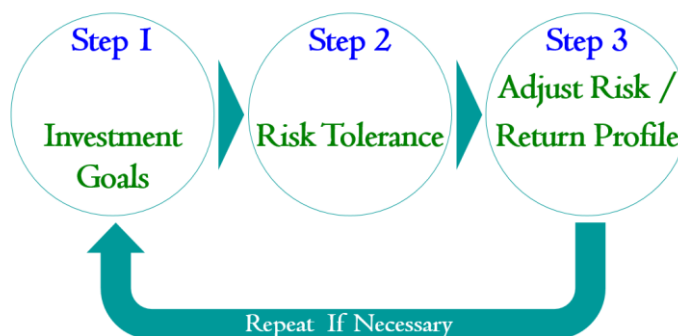 Step 1
Investment
Goals
Step 2
Risk Tolerance
Step 3
Adjust Risk /
Return Profile
Repeat If Necessary